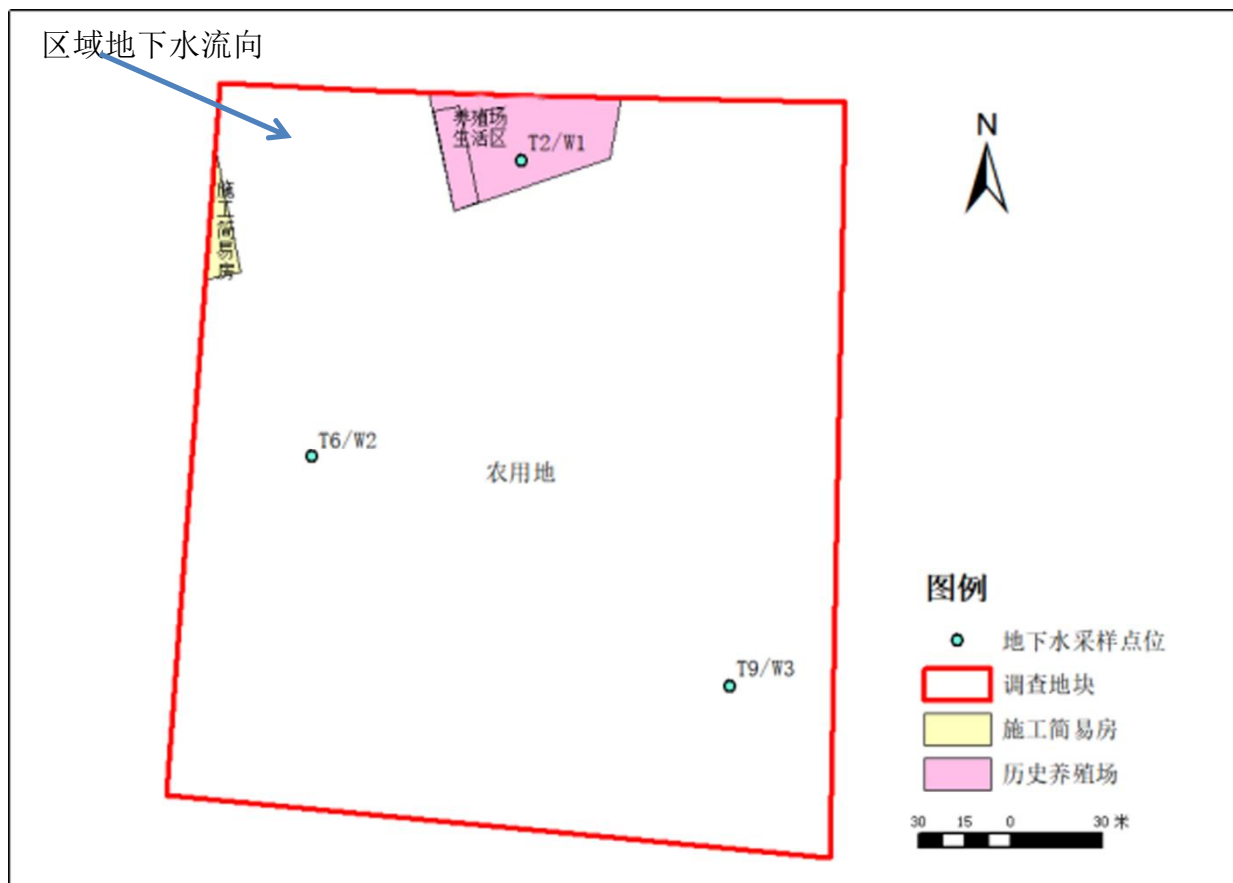 区域地下水流向
养殖场
生活区
T2/W1
N
施工简易房
T6/W2
农用地
T9/W3
图例
地下水采样点位
调查地块
施工简易房
历史养殖场
30 15 0 30 米